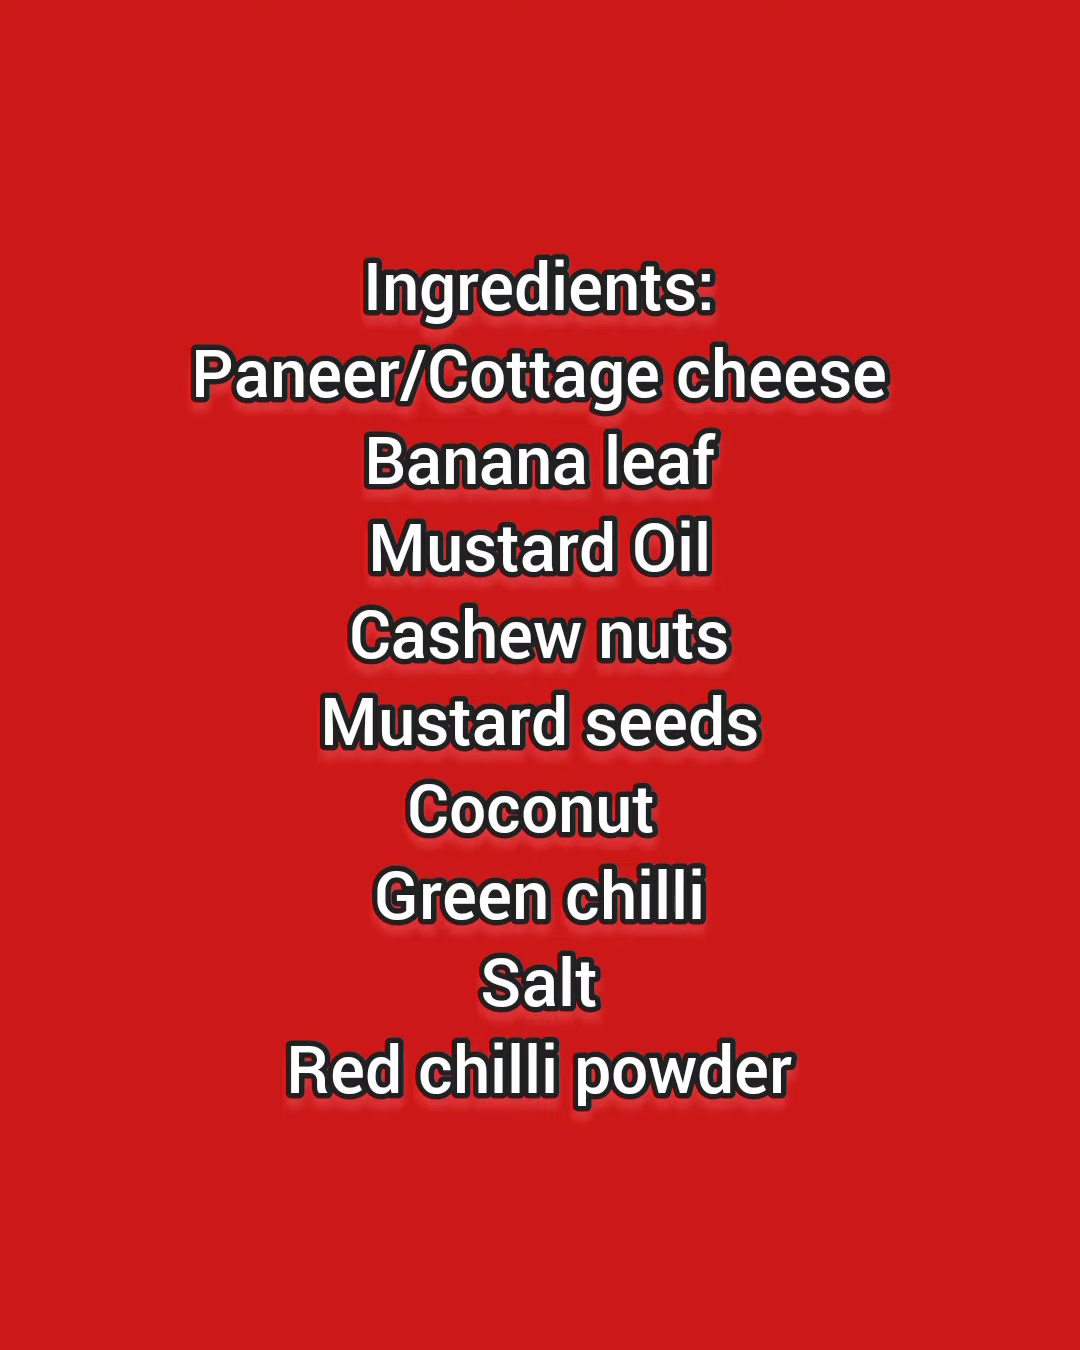 Ingredients:
Paneer/Cottage cheese
Banana leaf
Mustard Oil
Cashew nuts
Mustard seeds
Coconut
Green chilli
Salt
Red chilli powder